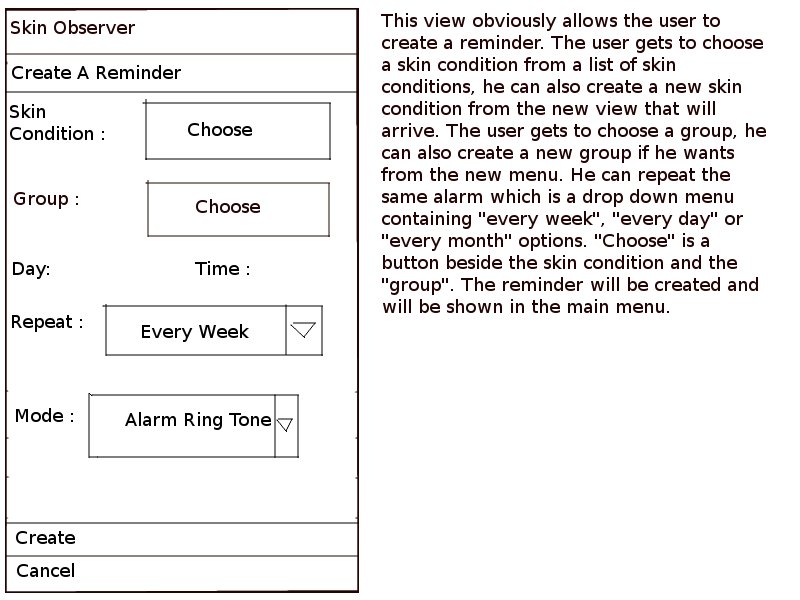 Skin Observer
Create A Reminder
Skin
Condition :
Choose
Group :
Choose
Day:
Time :
Repeat :
Every Week
Mode :
Alarm Ring Tone
Create
Cancel
This view obviously allows the user to
create a reminder. The user gets to choose
a skin condition from a list of skin
conditions, he can also create a new skin
condition from the new view that will
arrive. The user gets to choose a group, he
can also create a new group if he wants
from the new menu. He can repeat the
same alarm which is a drop down menu
containing "every week", "every day" or
"every month" options. "Choose" is a
button beside the skin condition and the
"group". The reminder will be created and
will be shown in the main menu.